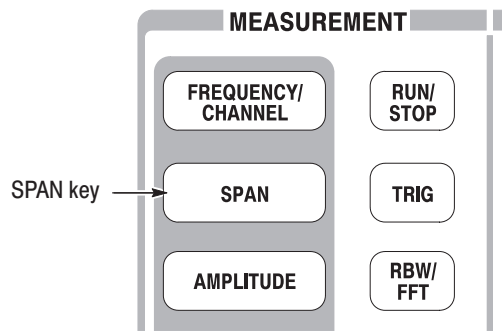 MEASUREMENT
FREQUENCY/
CHANNEL
RUN/
STOP
SPAN key
SPAN
TRIG
AMPLITUDE
RBW/
FFT